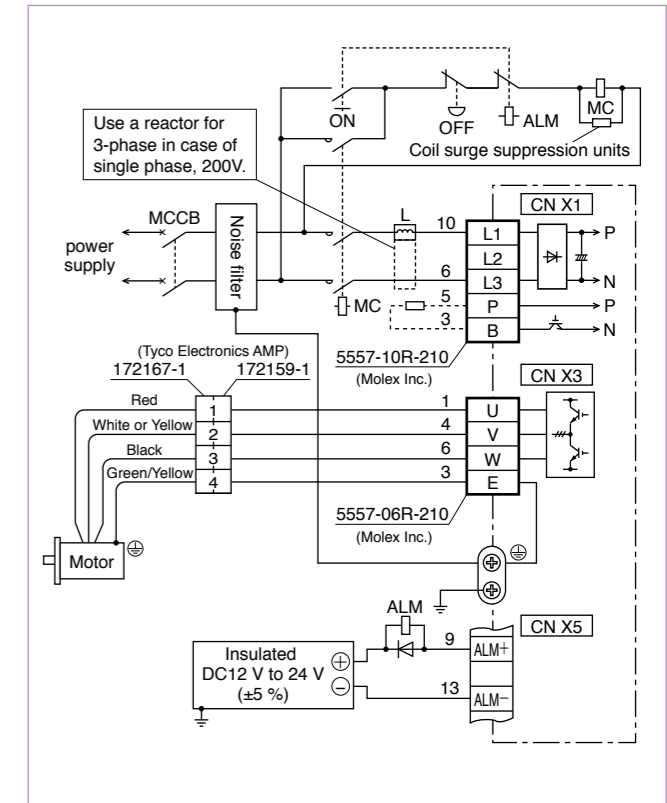 ON
OFF
ALM
MC
Coil surge suppression units
Use a reactor for
3-phase in case of
single phase, 200V.
MCCB
Noise filter
power
supply
L
10
L1
CN X1
P
L2
6
L3
N
MC
5
P
P
3
B
N
5557-10R-210
(Molex Inc.)
(Tyco Electronics AMP)
172167-1
172159-1
CN X3
Red
1
1
U
White or Yellow
2
4
V
Black
3
6
W
Green/Yellow
4
3
E
5557-06R-210
(Molex Inc.)
Motor
ALM
CN X5
Insulated
DC12 V to 24 V
(±5 %)
+
−
9
ALM+
13
ALM−